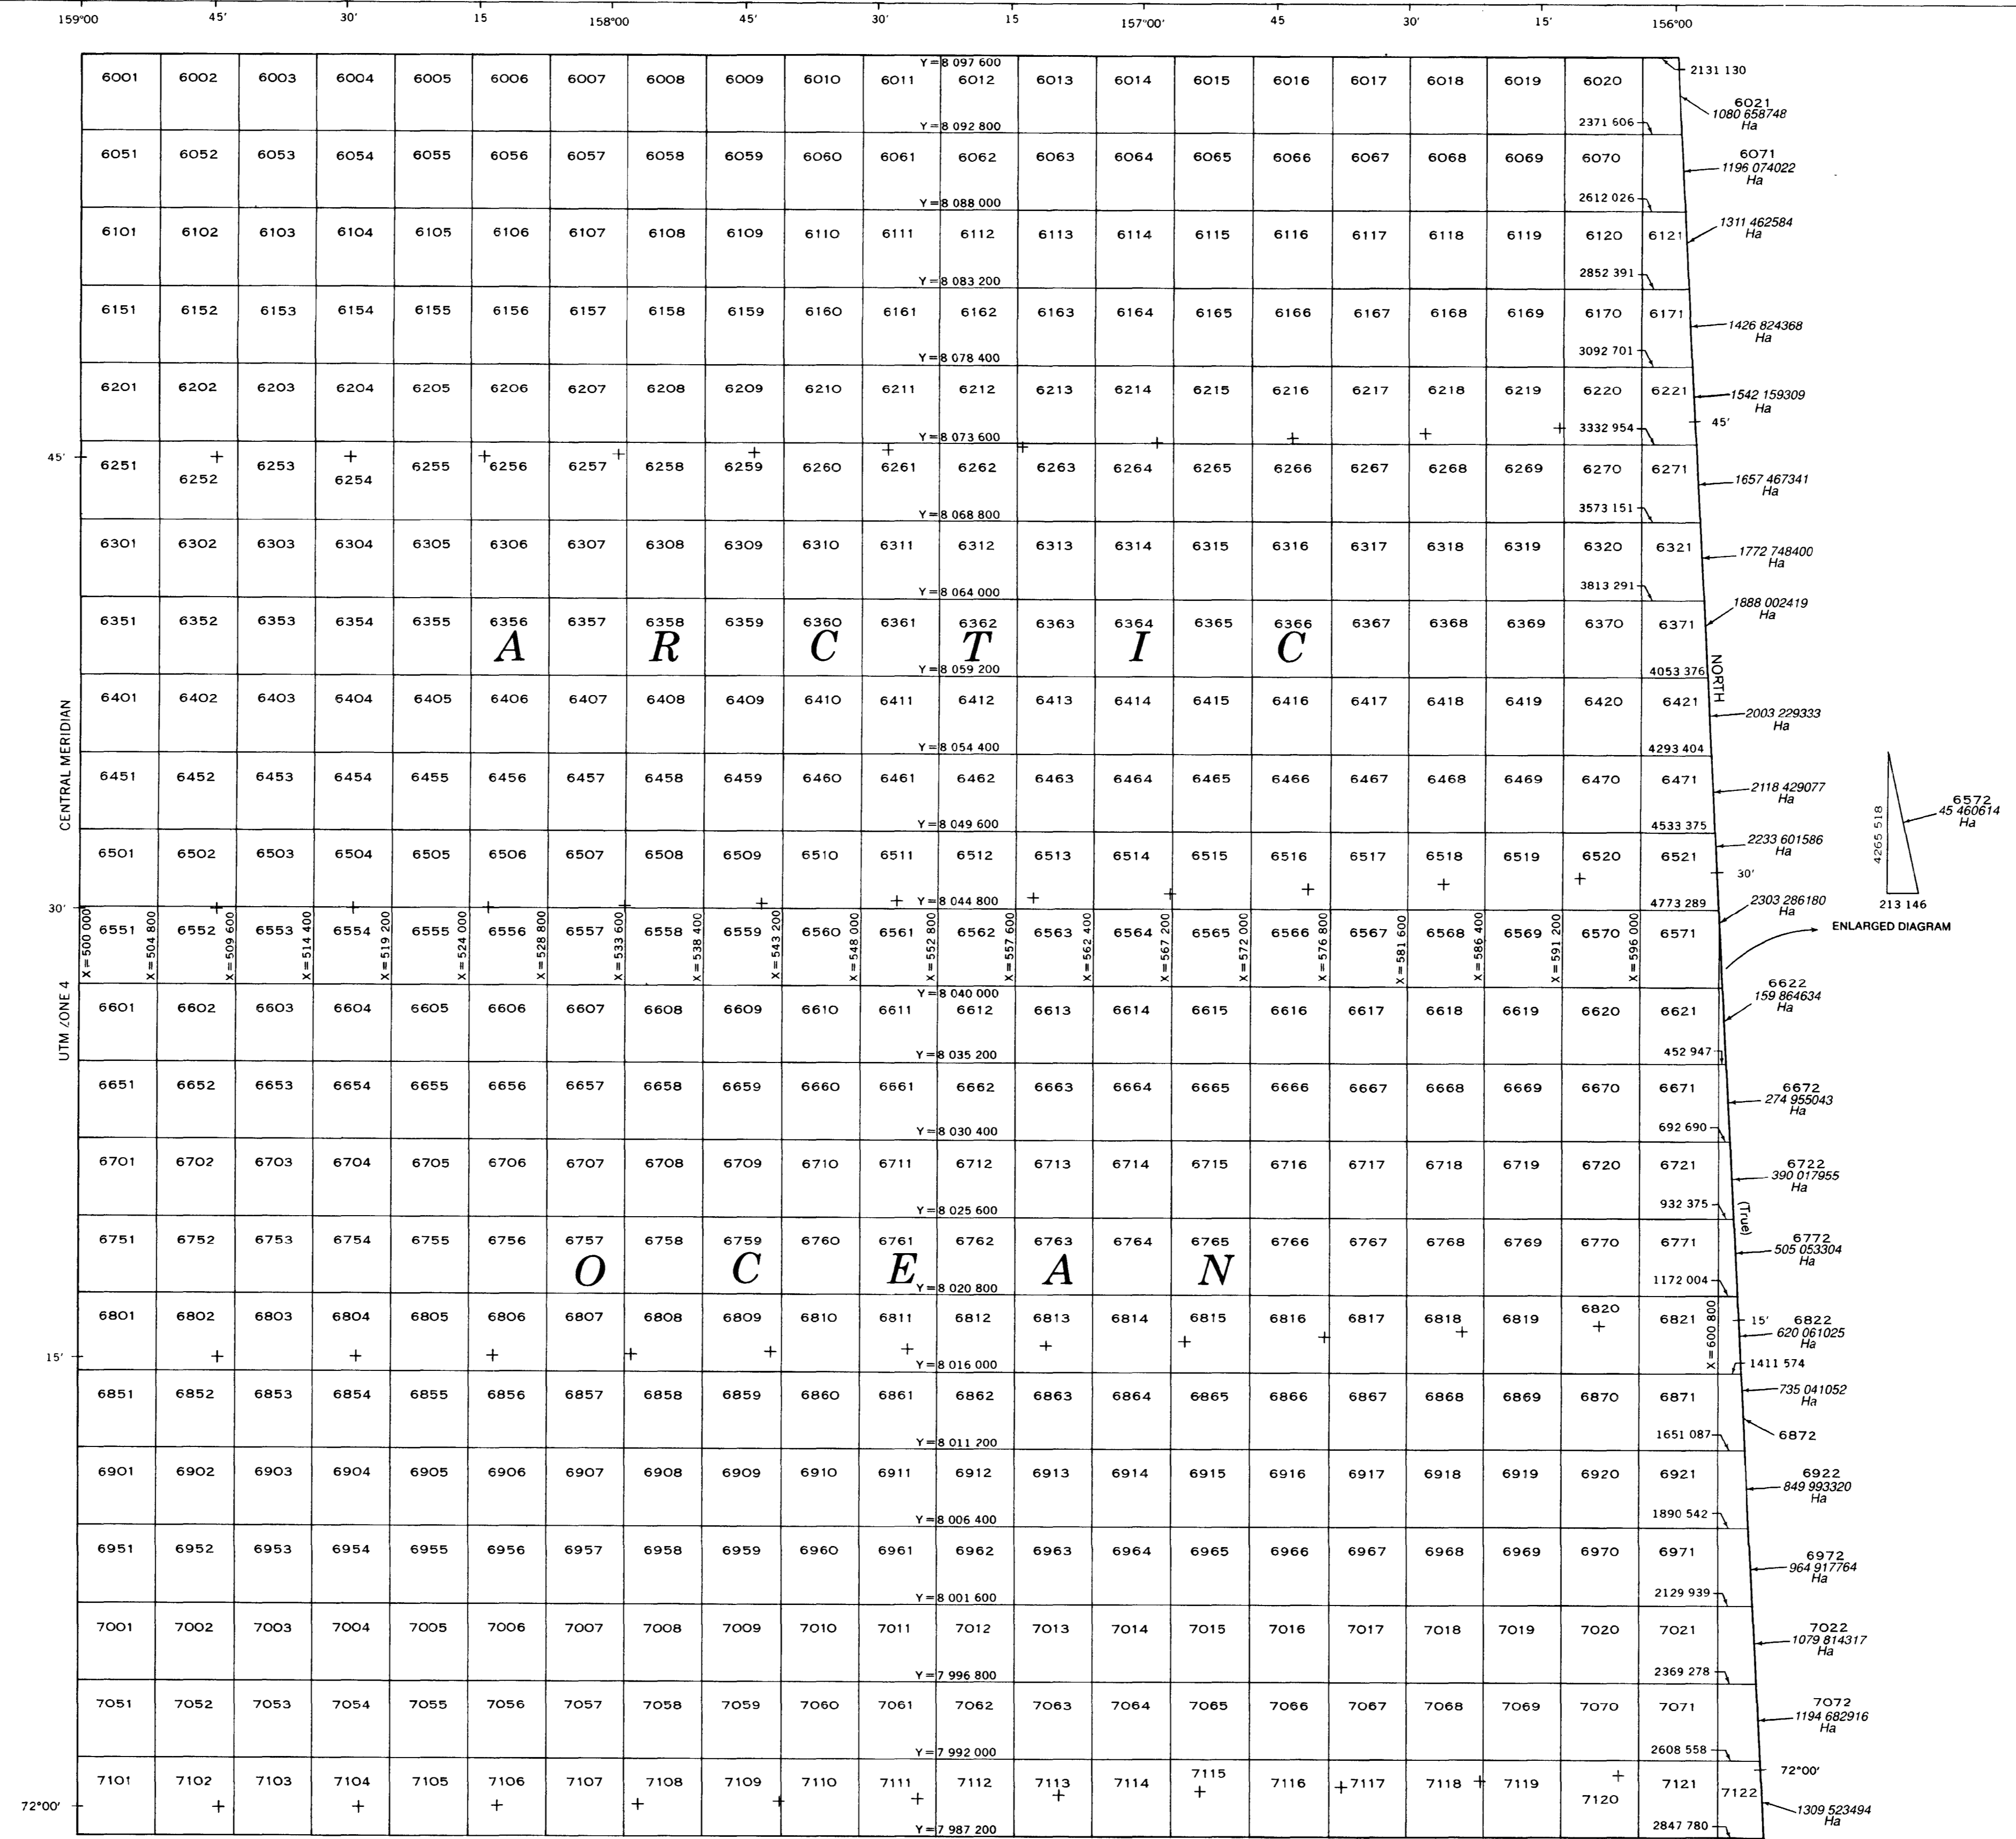 159°00' 45' 30' 15 158°00' 45' 30' 15 157°00' 45 30' 15' 156°00'
Y = 8 097 600
6001 6002 6003 6004 6005 6006 6007 6008 6009 6010 6011 6012 6013 6014 6015 6016 6017 6018 6019 6020
2131 130
6021
1080 658748
Ha
Y = 8 092 800 2371 606
6051 6052 6053 6054 6055 6056 6057 6058 6059 6060 6061 6062 6063 6064 6065 6066 6067 6068 6069 6070
6071
1196 074022
Ha
Y = 8 088 000 2612 026
6101 6102 6103 6104 6105 6106 6107 6108 6109 6110 6111 6112 6113 6114 6115 6116 6117 6118 6119 6120 6121
1311 462584
Ha
Y = 8 083 200 2852 391
6151 6152 6153 6154 6155 6156 6157 6158 6159 6160 6161 6162 6163 6164 6165 6166 6167 6168 6169 6170 6171
1426 824368
Ha
Y = 8 078 400 3092 701
6201 6202 6203 6204 6205 6206 6207 6208 6209 6210 6211 6212 6213 6214 6215 6216 6217 6218 6219 6220 6221
1542 159309
Ha
Y = 8 073 600 3332 954 45'
45'
6251 6252 6253 6254 6255 6256 6257 6258 6259 6260 6261 6262 6263 6264 6265 6266 6267 6268 6269 6270 6271
1657 467341
Ha
Y = 8 068 800 3573 151
6301 6302 6303 6304 6305 6306 6307 6308 6309 6310 6311 6312 6313 6314 6315 6316 6317 6318 6319 6320 6321
1772 748400
Ha
Y = 8 064 000 3813 291
6351 6352 6353 6354 6355 6356 6357 6358 6359 6360 6361 6362 6363 6364 6365 6366 6367 6368 6369 6370 6371
1888 002419
Ha
A R C T I C
Y = 8 059 200 4053 376
NORTH
6401 6402 6403 6404 6405 6406 6407 6408 6409 6410 6411 6412 6413 6414 6415 6416 6417 6418 6419 6420 6421
2003 229333
Ha
Y = 8 054 400 4293 404
CENTRAL MERIDIAN
6451 6452 6453 6454 6455 6456 6457 6458 6459 6460 6461 6462 6463 6464 6465 6466 6467 6468 6469 6470 6471
2118 429077
Ha
Y = 8 049 600 4533 375
6501 6502 6503 6504 6505 6506 6507 6508 6509 6510 6511 6512 6513 6514 6515 6516 6517 6518 6519 6520 6521
2233 601586
Ha
30'
4265 518
6572
45 460614
Ha
213 146
ENLARGED DIAGRAM
30' Y = 8 044 800 4773 289
2303 286180
Ha
6551 6552 6553 6554 6555 6556 6557 6558 6559 6560 6561 6562 6563 6564 6565 6566 6567 6568 6569 6570 6571
X = 500 000 X = 504 800 X = 509 600 X = 514 400 X = 519 200 X = 524 000 X = 528 800 X = 533 600 X = 538 400 X = 543 200 X = 548 000 X = 552 800 X = 557 600 X = 562 400 X = 567 200 X = 572 000 X = 576 800 X = 581 600 X = 586 400 X = 591 200 X = 596 000
Y = 8 040 000
UTM ZONE 4
6601 6602 6603 6604 6605 6606 6607 6608 6609 6610 6611 6612 6613 6614 6615 6616 6617 6618 6619 6620 6621
6622
159 864634
Ha
Y = 8 035 200 452 947
6651 6652 6653 6654 6655 6656 6657 6658 6659 6660 6661 6662 6663 6664 6665 6666 6667 6668 6669 6670 6671
6672
274 955043
Ha
Y = 8 030 400 692 690
6701 6702 6703 6704 6705 6706 6707 6708 6709 6710 6711 6712 6713 6714 6715 6716 6717 6718 6719 6720 6721
6722
390 017955
Ha
Y = 8 025 600 932 375
(True)
6751 6752 6753 6754 6755 6756 6757 6758 6759 6760 6761 6762 6763 6764 6765 6766 6767 6768 6769 6770 6771
6772
505 053304
Ha
O C E A N
Y = 8 020 800 1172 004
6801 6802 6803 6804 6805 6806 6807 6808 6809 6810 6811 6812 6813 6814 6815 6816 6817 6818 6819 6820 6821
X = 600 800
15' 6822
620 061025
Ha
15' Y = 8 016 000 1411 574
6851 6852 6853 6854 6855 6856 6857 6858 6859 6860 6861 6862 6863 6864 6865 6866 6867 6868 6869 6870 6871
735 041052
Ha
6872
Y = 8 011 200 1651 087
6901 6902 6903 6904 6905 6906 6907 6908 6909 6910 6911 6912 6913 6914 6915 6916 6917 6918 6919 6920 6921
6922
849 993320
Ha
Y = 8 006 400 1890 542
6951 6952 6953 6954 6955 6956 6957 6958 6959 6960 6961 6962 6963 6964 6965 6966 6967 6968 6969 6970 6971
6972
964 917764
Ha
Y = 8 001 600 2129 939
7001 7002 7003 7004 7005 7006 7007 7008 7009 7010 7011 7012 7013 7014 7015 7016 7017 7018 7019 7020 7021
7022
1079 814317
Ha
Y = 7 996 800 2369 278
7051 7052 7053 7054 7055 7056 7057 7058 7059 7060 7061 7062 7063 7064 7065 7066 7067 7068 7069 7070 7071
7072
1194 682916
Ha
Y = 7 992 000 2608 558
72°00'
7101 7102 7103 7104 7105 7106 7107 7108 7109 7110 7111 7112 7113 7114 7115 7116 7117 7118 7119 7120 7121 7122
72°00'
1309 523494
Ha
Y = 7 987 200 2847 780